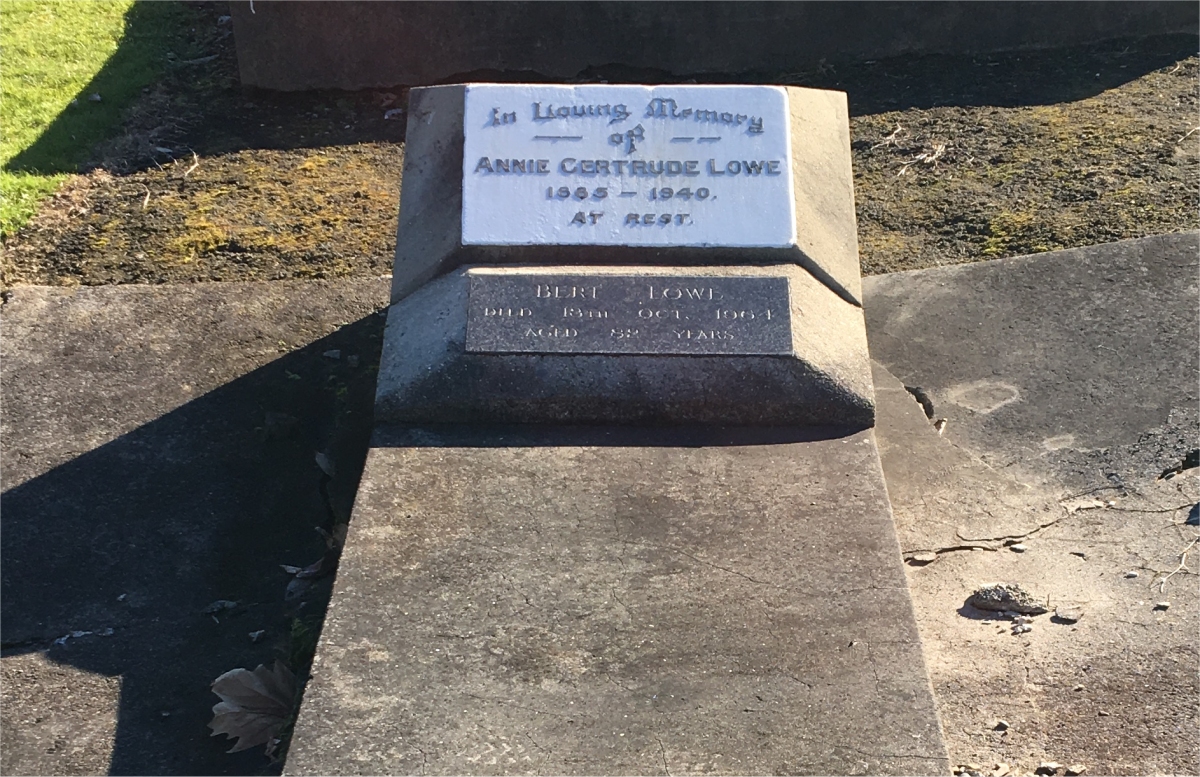 In Loving Memory
— of — —
ANNIE GERTRUDE LOWE
1885 – 1940.
AT REST.
BERT LOWE
DIED 18TH OCT. 1964
AGED 82 YEARS